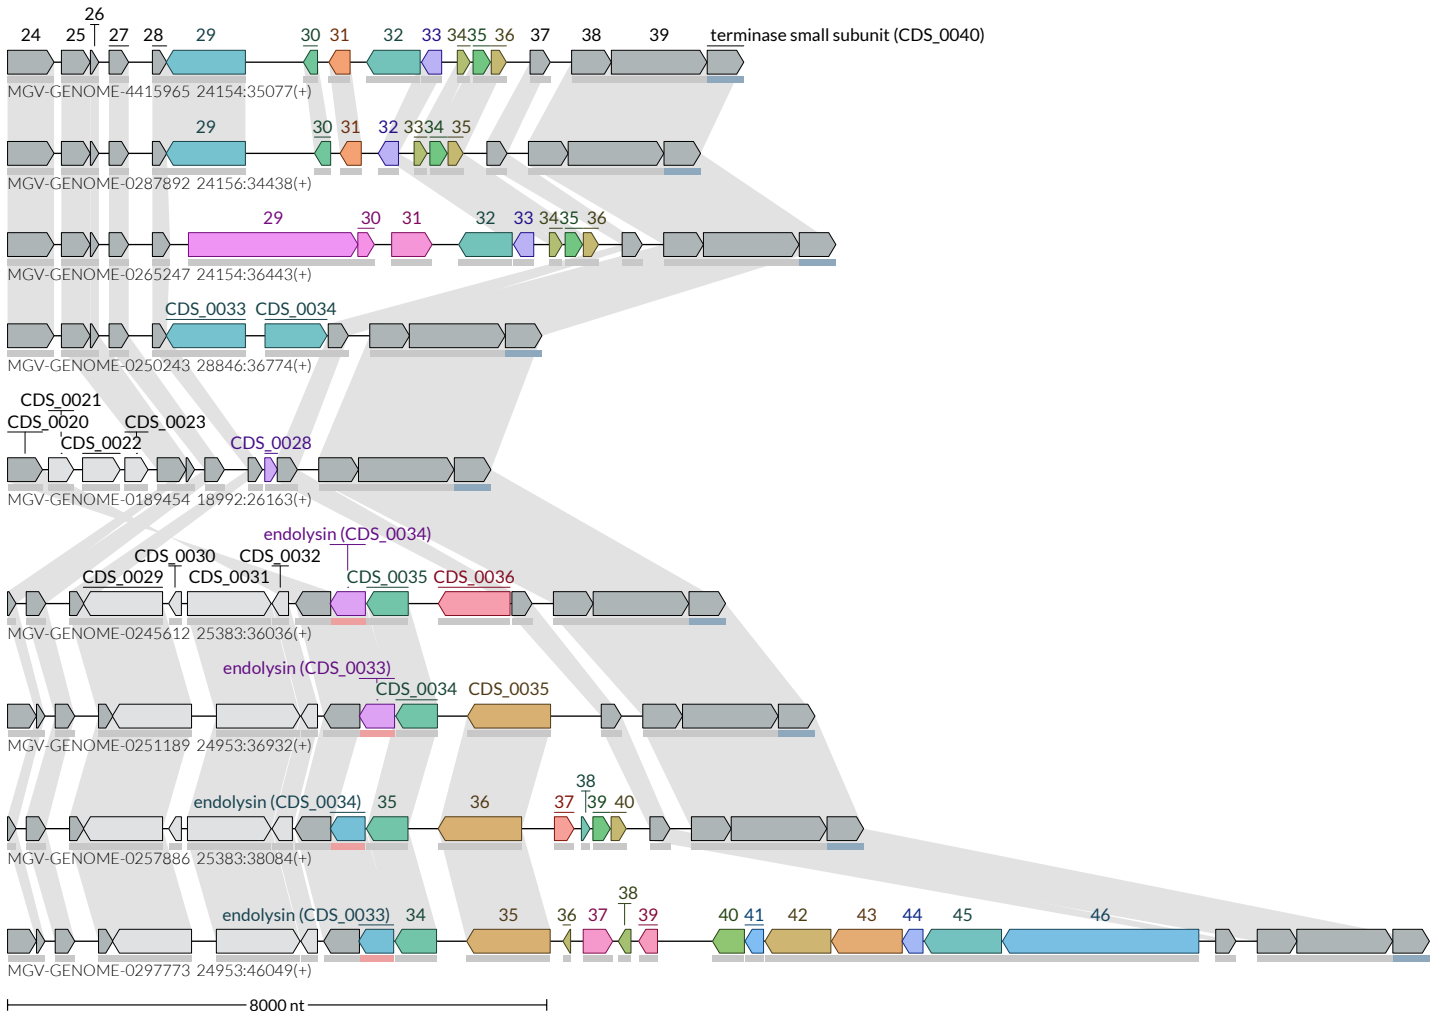 26
24 25 27 28 29 30 31 32 33 34 35 36 37 38 39 terminase small subunit (CDS_0040)
MGV-GENOME-4415965 24154:35077(+)
29 30 31 32 33 34 35
MGV-GENOME-0287892 24156:34438(+)
29 30 31 32 33 34 35 36
MGV-GENOME-0265247 24154:36443(+)
CDS_0033 CDS_0034
MGV-GENOME-0250243 28846:36774(+)
CDS_0021
CDS_0020 CDS_0023
CDS_0022 CDS_0028
MGV-GENOME-0189454 18992:26163(+)
endolysin (CDS_0034)
CDS_0030 CDS_0032
CDS_0029 CDS_0031 CDS_0035 CDS_0036
MGV-GENOME-0245612 25383:36036(+)
endolysin (CDS_0033)
CDS_0034 CDS_0035
MGV-GENOME-0251189 24953:36932(+)
38
endolysin (CDS_0034) 35 36 37 39 40
MGV-GENOME-0257886 25383:38084(+)
38
endolysin (CDS_0033) 34 35 36 37 39 40 41 42 43 44 45 46
MGV-GENOME-0297773 24953:46049(+)
8000 nt